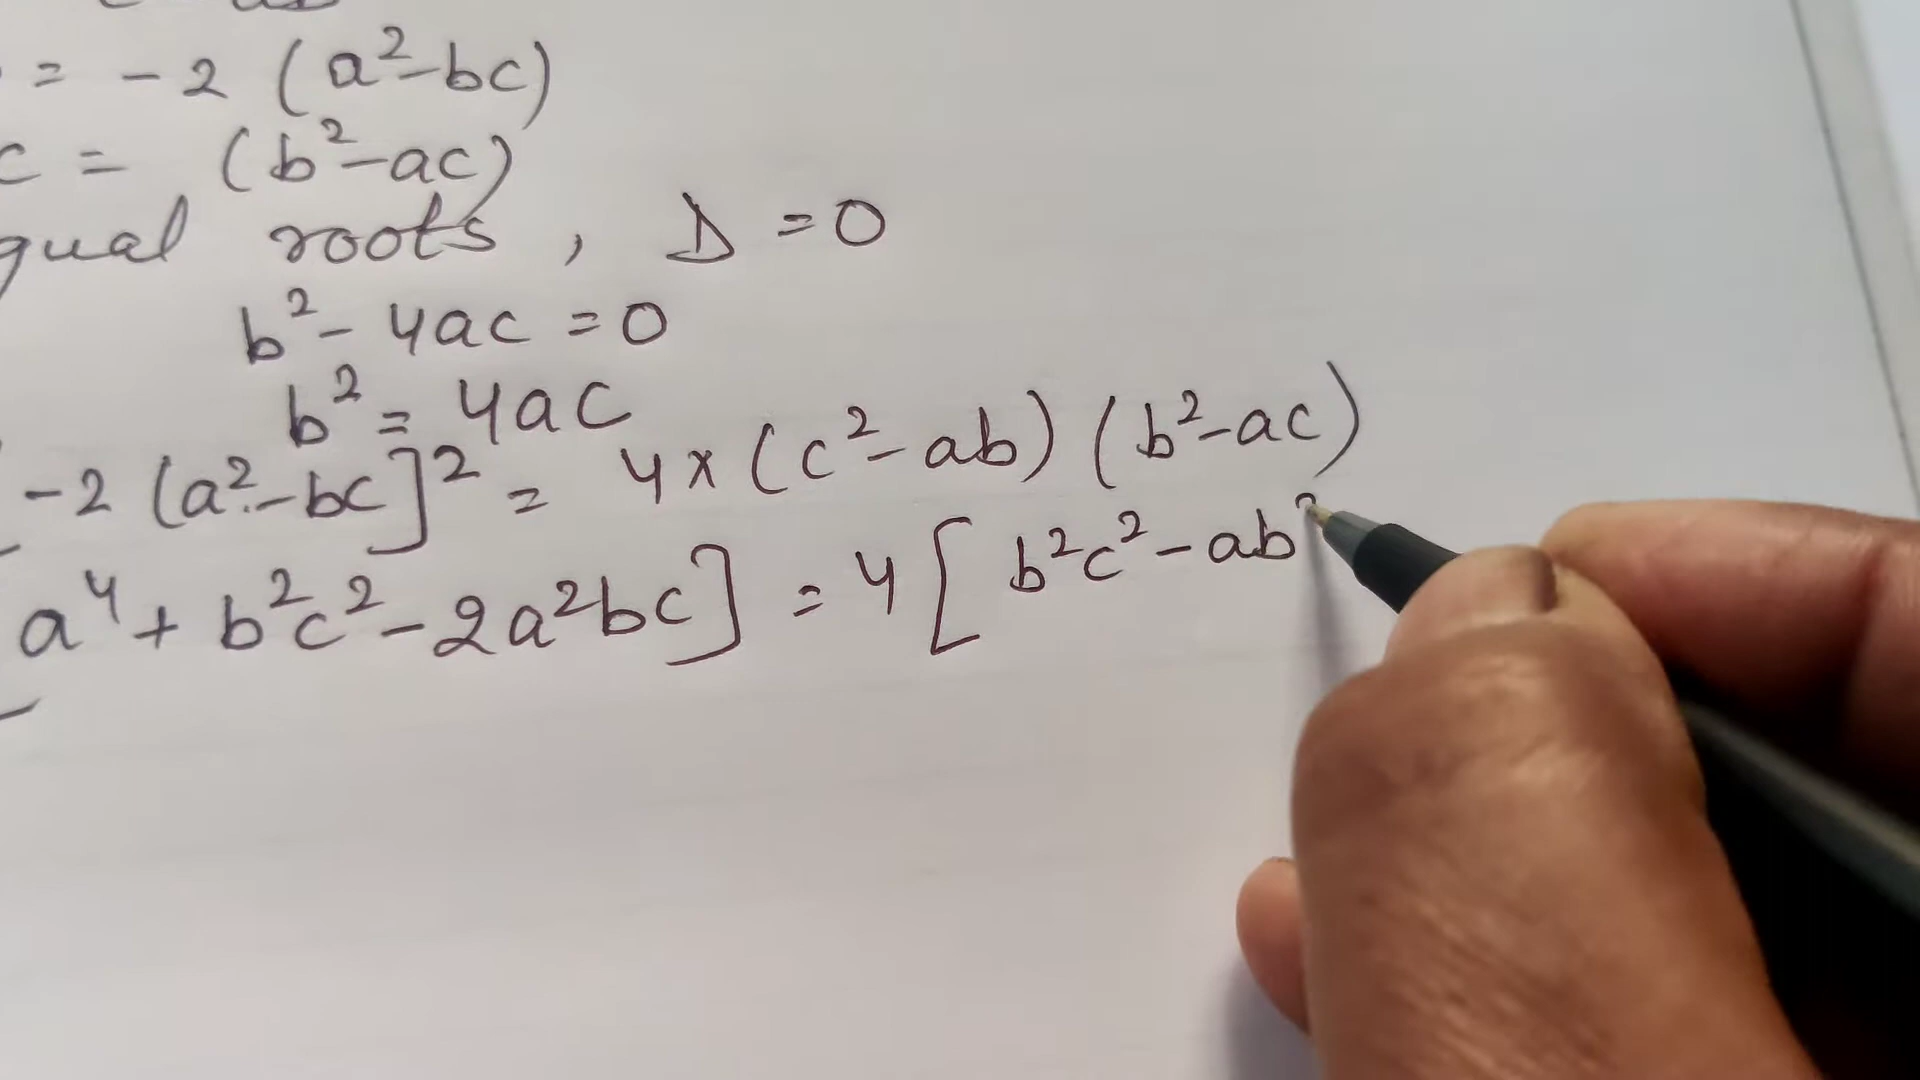 = -2 (a²-bc)
c = (b²-ac)
qual roots, D = 0
b² - 4ac = 0
b² = 4ac
-2 (a²-bc]² = 4 × (c²-ab) (b²-ac)
a⁴ + b²c² - 2a²bc] = 4 [ b²c² - ab